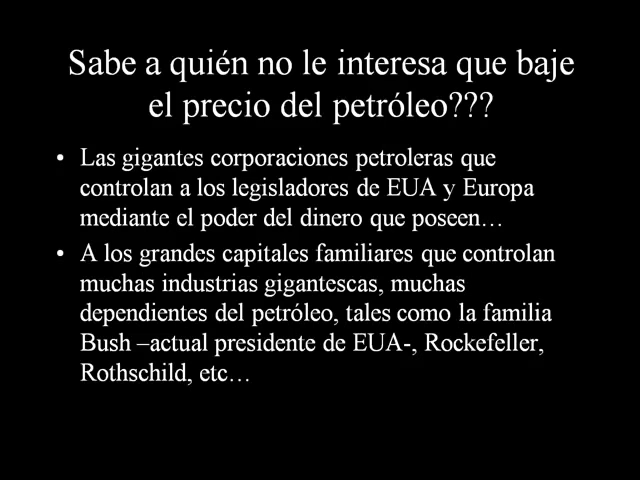 Sabe a quién no le interesa que baje
el precio del petróleo???
• Las gigantes corporaciones petroleras que
controlan a los legisladores de EUA y Europa
mediante el poder del dinero que poseen…
• A los grandes capitales familiares que controlan
muchas industrias gigantescas, muchas
dependientes del petróleo, tales como la familia
Bush –actual presidente de EUA-, Rockefeller,
Rothschild, etc…